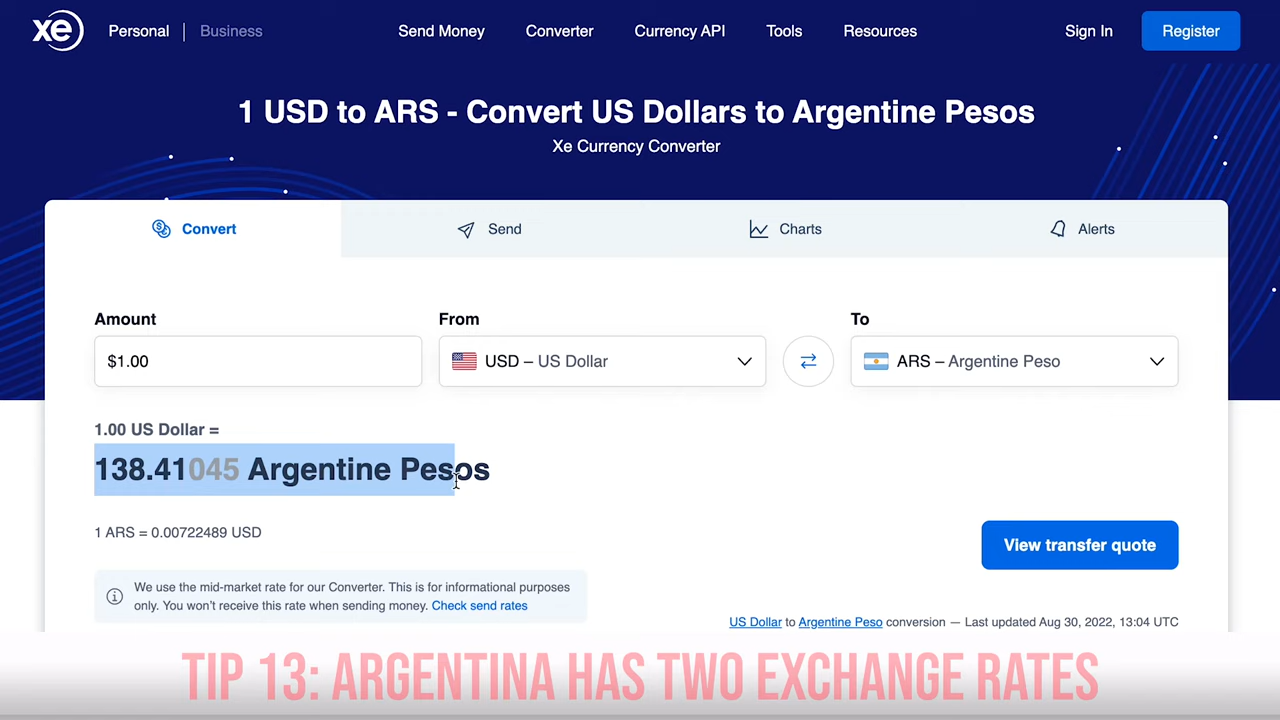 xe Personal Business Send Money Converter Currency API Tools Resources Sign In Register
1 USD to ARS - Convert US Dollars to Argentine Pesos
Xe Currency Converter
Convert Send Charts Alerts
Amount From To
$1.00 USD – US Dollar ARS – Argentine Peso
1.00 US Dollar =
138.41045 Argentine Pesos
1 ARS = 0.00722489 USD
View transfer quote
We use the mid-market rate for our Converter. This is for informational purposes
only. You won’t receive this rate when sending money. Check send rates
US Dollar to Argentine Peso conversion — Last updated Aug 30, 2022, 13:04 UTC
TIP 13: ARGENTINA HAS TWO EXCHANGE RATES